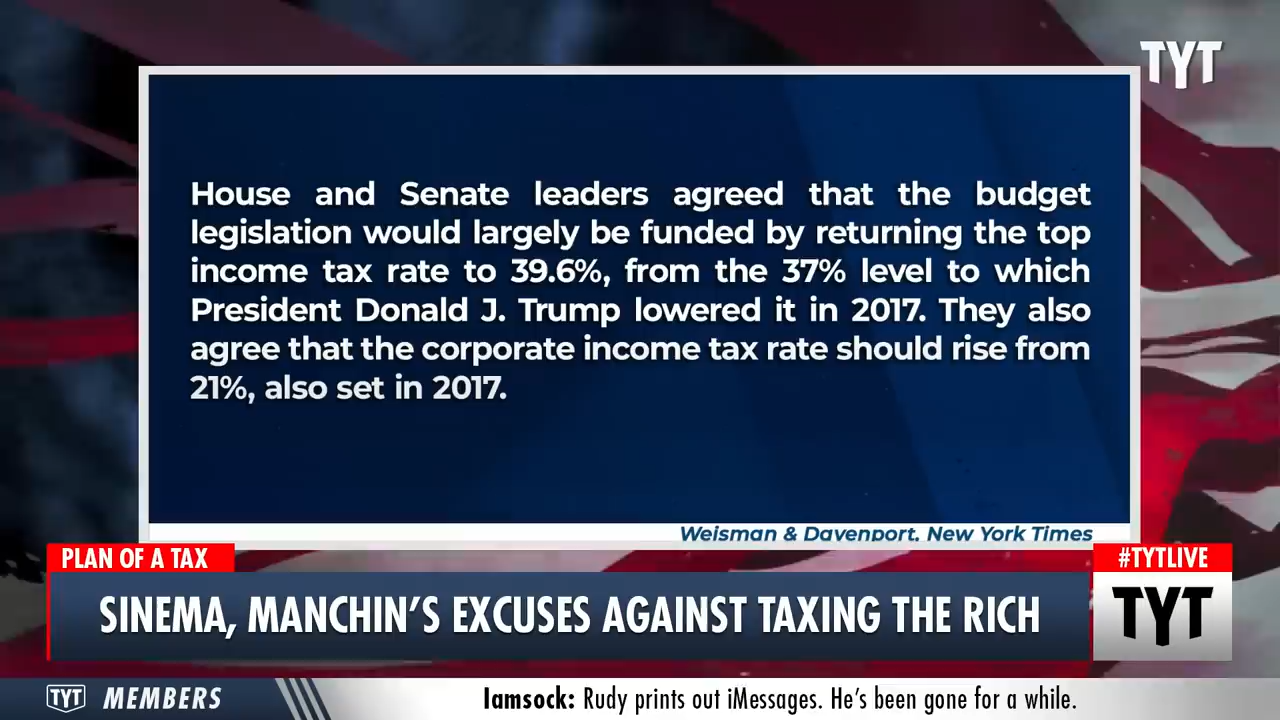 TYT
House and Senate leaders agreed that the budget
legislation would largely be funded by returning the top
income tax rate to 39.6%, from the 37% level to which
President Donald J. Trump lowered it in 2017. They also
agree that the corporate income tax rate should rise from
21%, also set in 2017.
Weisman & Davenport, New York Times
PLAN OF A TAX
#TYTLIVE
SINEMA, MANCHIN'S EXCUSES AGAINST TAXING THE RICH
TYT
TYT MEMBERS
Iamsock: Rudy prints out iMessages. He's been gone for a while.